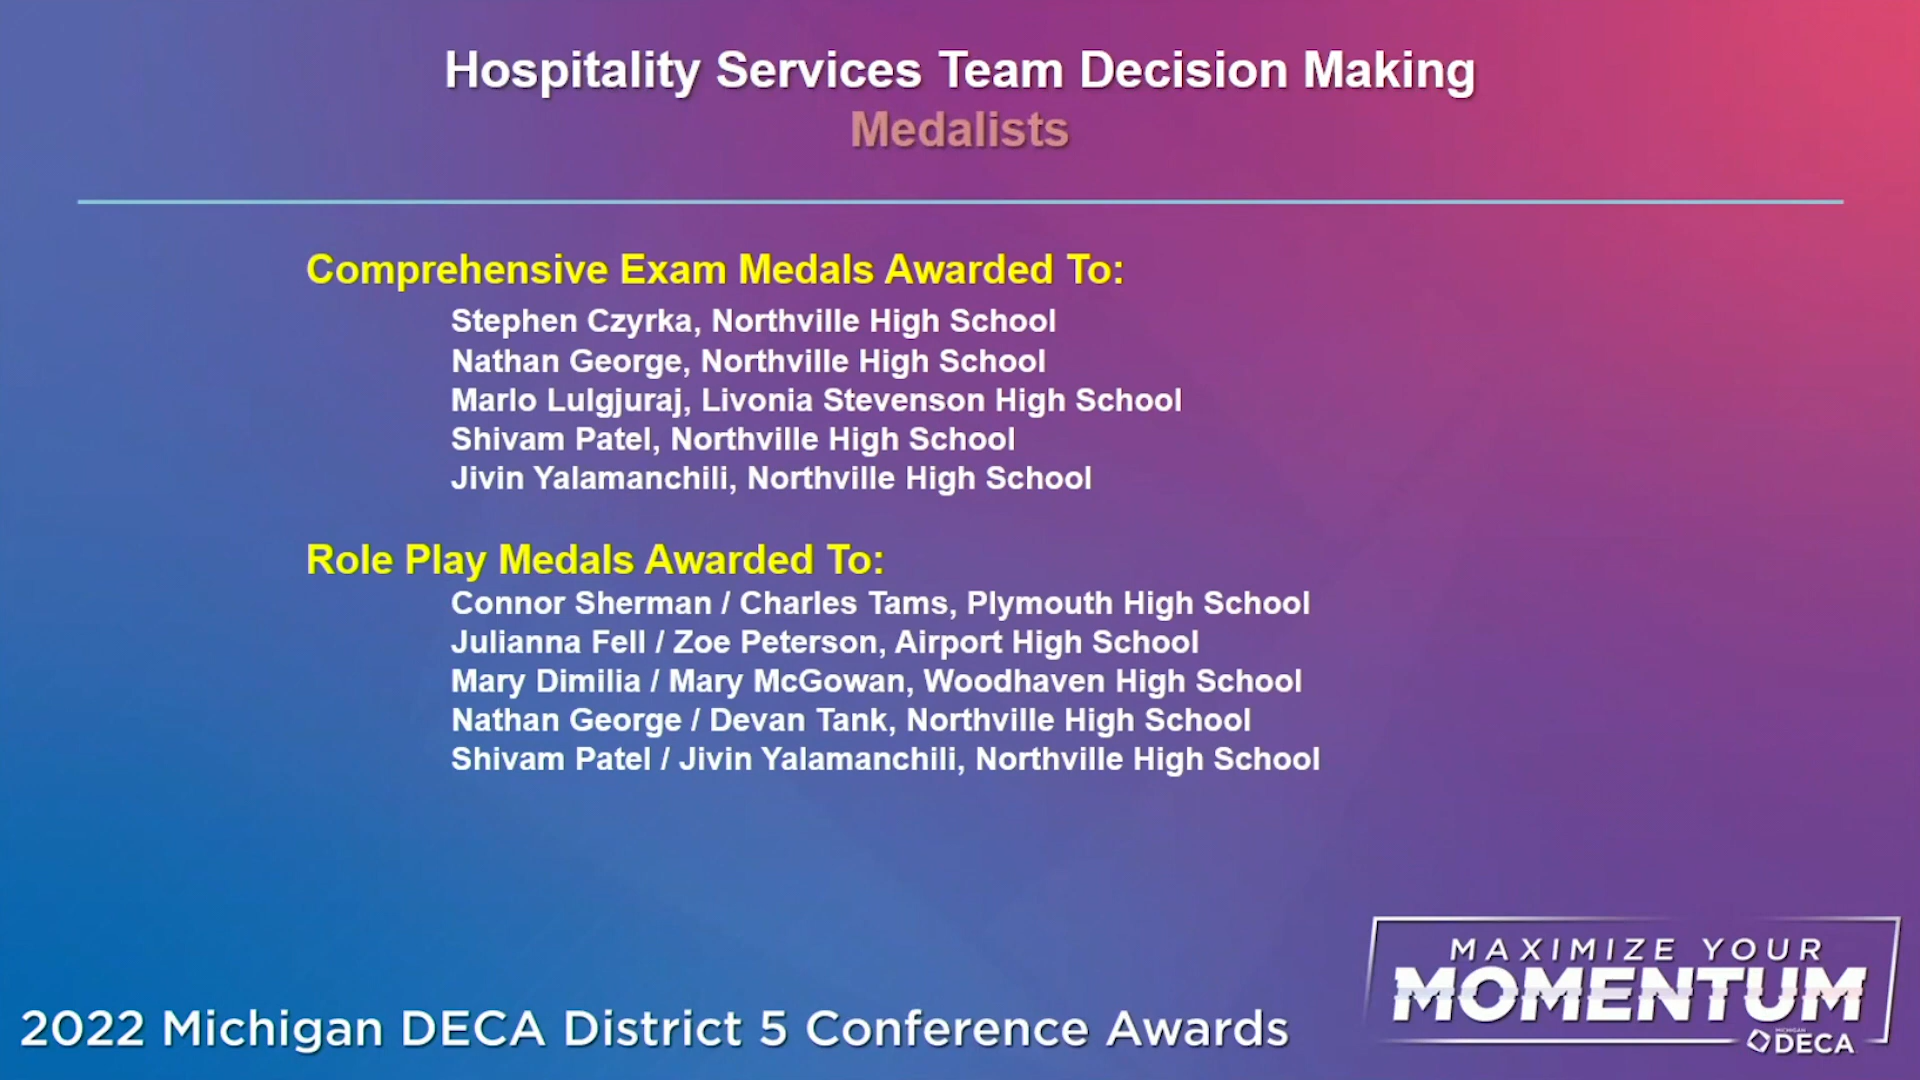 Hospitality Services Team Decision Making
Medalists
Comprehensive Exam Medals Awarded To:
Stephen Czyrka, Northville High School
Nathan George, Northville High School
Marlo Lulgjuraj, Livonia Stevenson High School
Shivam Patel, Northville High School
Jivin Yalamanchili, Northville High School
Role Play Medals Awarded To:
Connor Sherman / Charles Tams, Plymouth High School
Julianna Fell / Zoe Peterson, Airport High School
Mary Dimilia / Mary McGowan, Woodhaven High School
Nathan George / Devan Tank, Northville High School
Shivam Patel / Jivin Yalamanchili, Northville High School
MAXIMIZE YOUR
MOMENTUM
MICHIGAN
DECA
2022 Michigan DECA District 5 Conference Awards